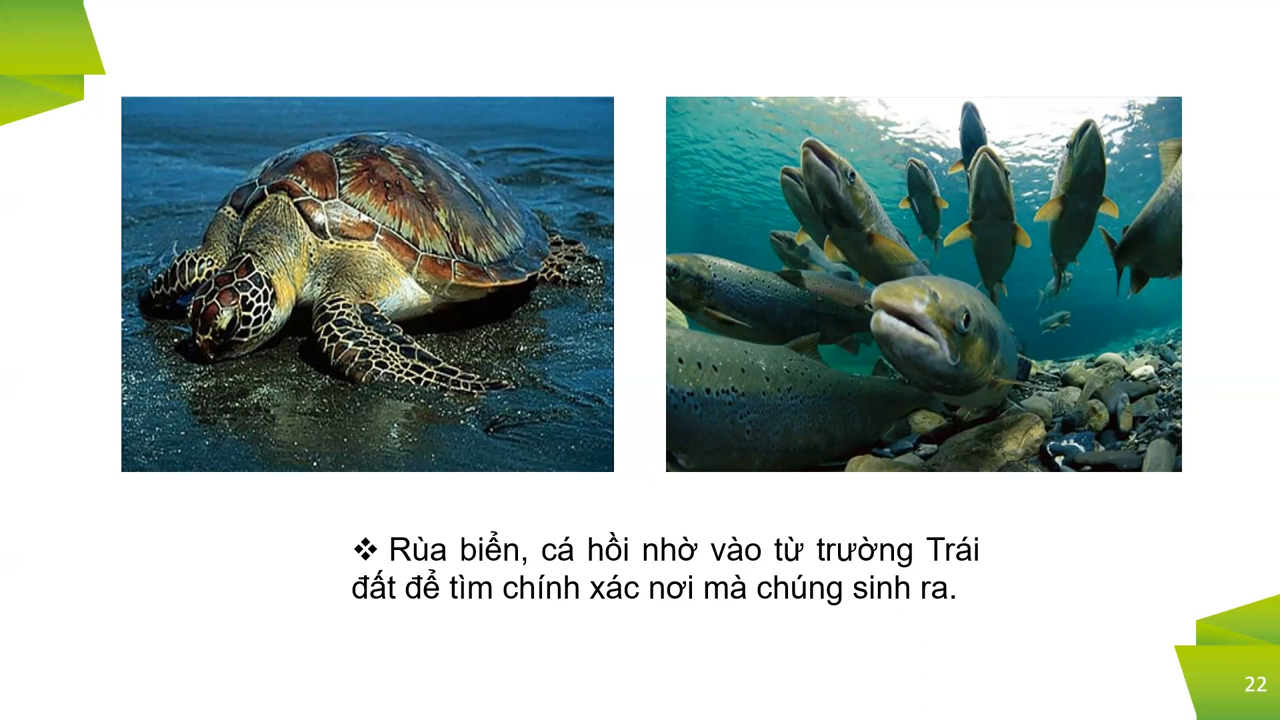 ❖ Rùa biển, cá hồi nhờ vào từ trường Trái
đất để tìm chính xác nơi mà chúng sinh ra.
22